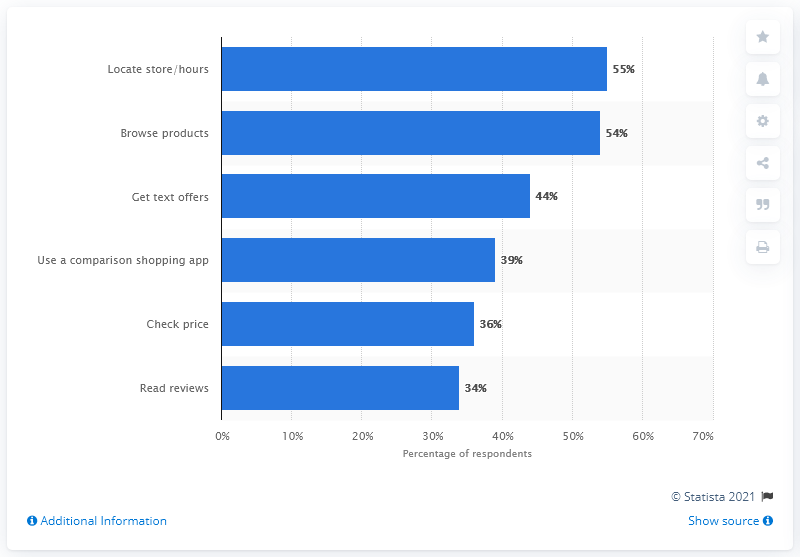 Locate store/hours 55%
Browse products 54%
Get text offers 44%
Use a comparison shopping app 39%
Check price 36%
Read reviews 34%
0% 10% 20% 30% 40% 50% 60% 70%
Percentage of respondents
© Statista 2021
Additional Information Show source